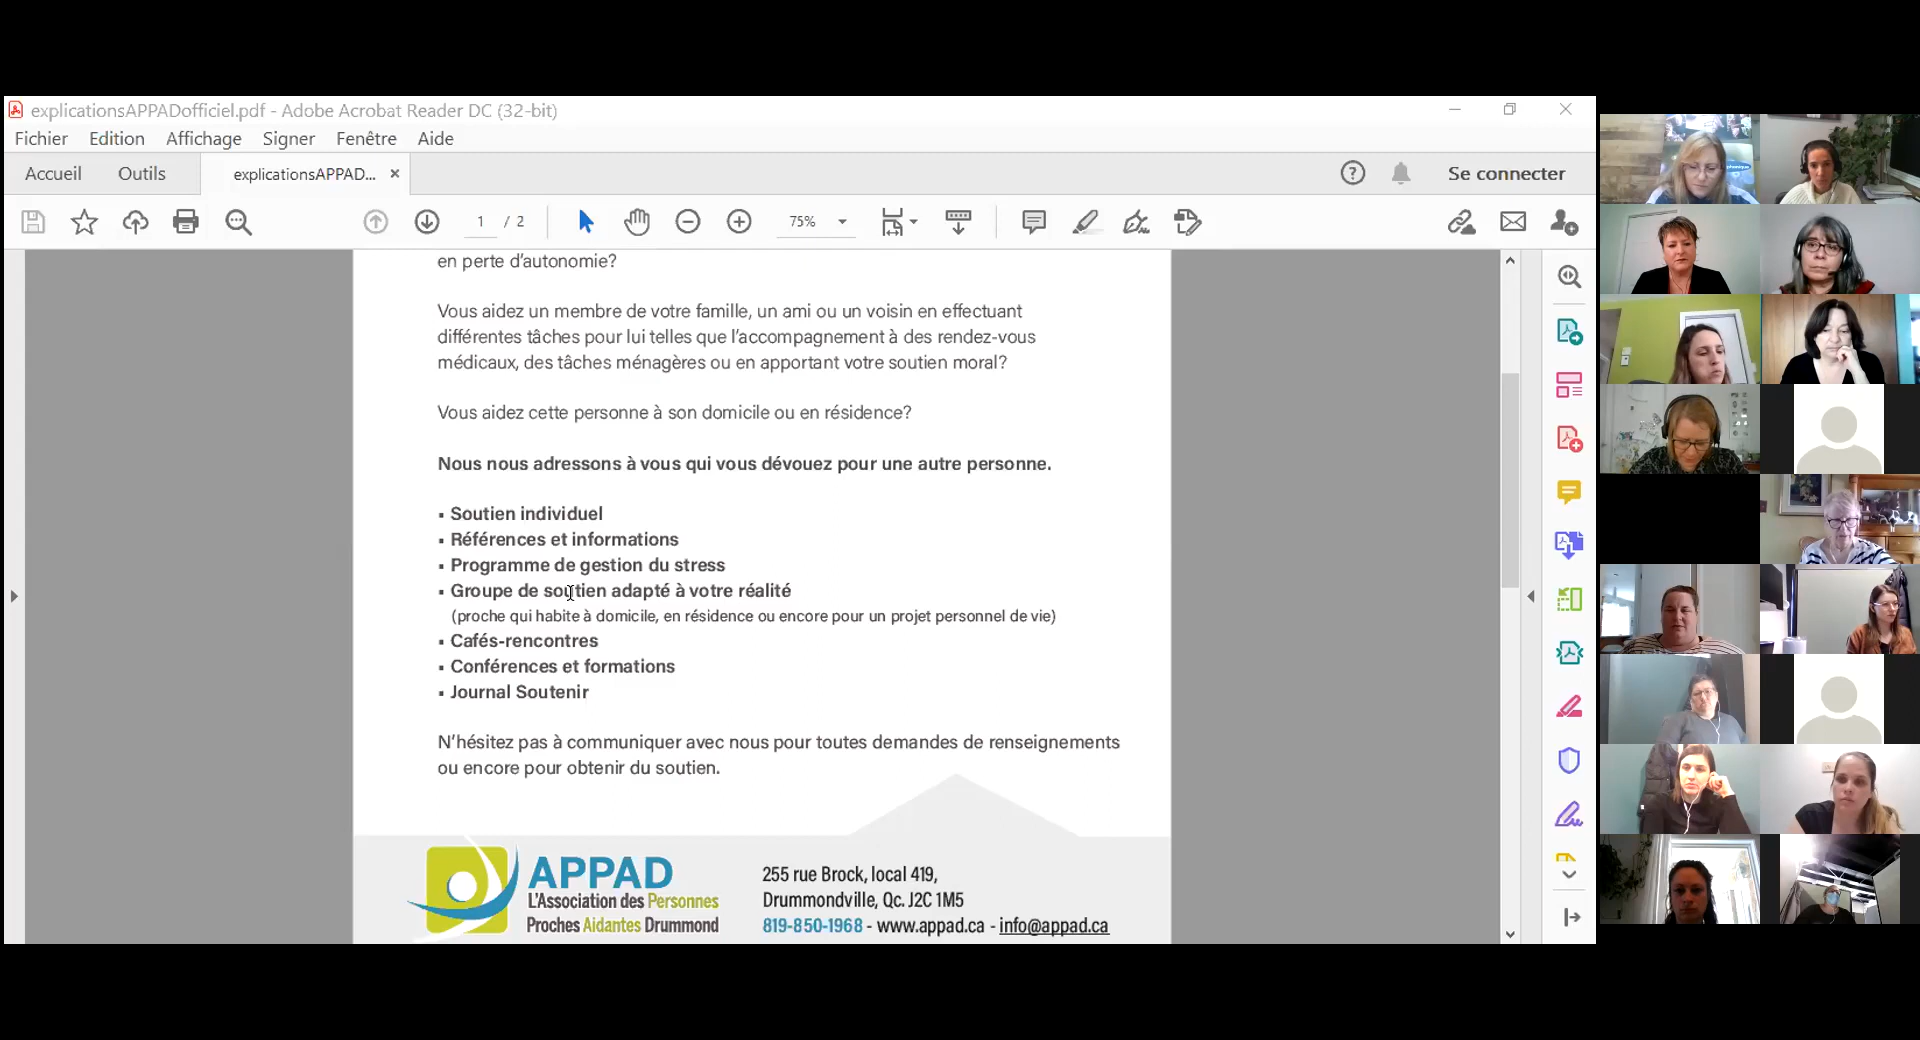 explicationsAPPADofficiel.pdf - Adobe Acrobat Reader DC (32-bit)
Fichier Edition Affichage Signer Fenêtre Aide
Accueil Outils explicationsAPPAD... × Se connecter
1 / 2 75%
en perte d'autonomie?
Vous aidez un membre de votre famille, un ami ou un voisin en effectuant
différentes tâches pour lui telles que l'accompagnement à des rendez-vous
médicaux, des tâches ménagères ou en apportant votre soutien moral?
Vous aidez cette personne à son domicile ou en résidence?
Nous nous adressons à vous qui vous dévouez pour une autre personne.
▪ Soutien individuel
▪ Références et informations
▪ Programme de gestion du stress
▪ Groupe de soutien adapté à votre réalité
(proche qui habite à domicile, en résidence ou encore pour un projet personnel de vie)
▪ Cafés-rencontres
▪ Conférences et formations
▪ Journal Soutenir
N'hésitez pas à communiquer avec nous pour toutes demandes de renseignements
ou encore pour obtenir du soutien.
APPAD
L'Association des Personnes
Proches Aidantes Drummond
255 rue Brock, local 419,
Drummondville, Qc. J2C 1M5
819-850-1968 - www.appad.ca - info@appad.ca